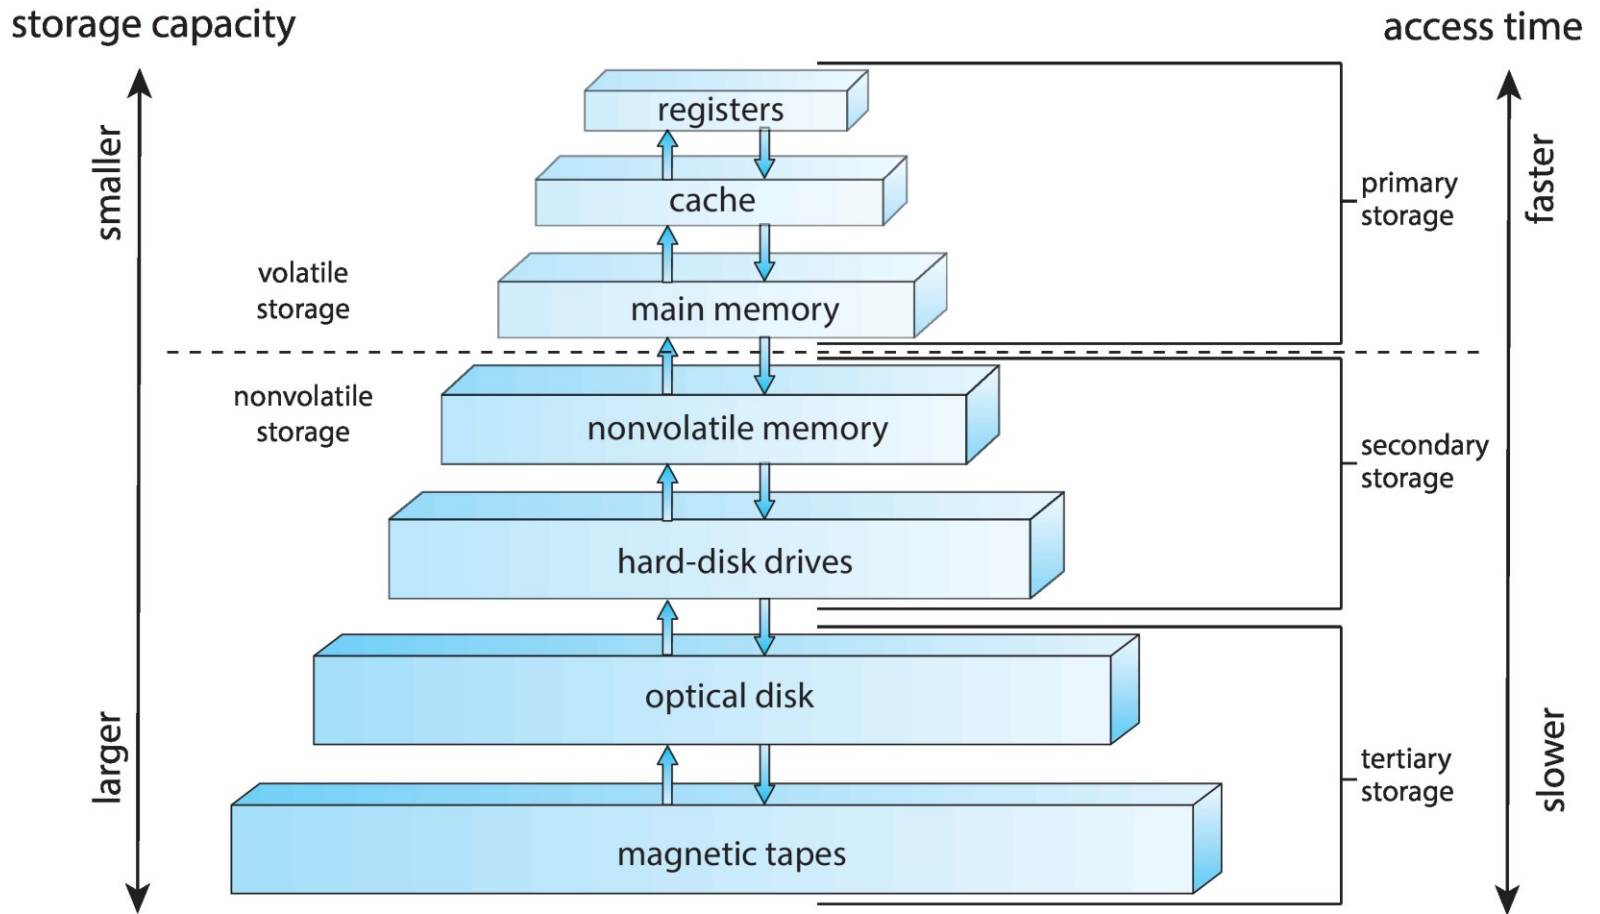 storage capacity
access time
smaller
larger
volatile
storage
nonvolatile
storage
registers
cache
main memory
nonvolatile memory
hard-disk drives
optical disk
magnetic tapes
primary
storage
secondary
storage
tertiary
storage
faster
slower